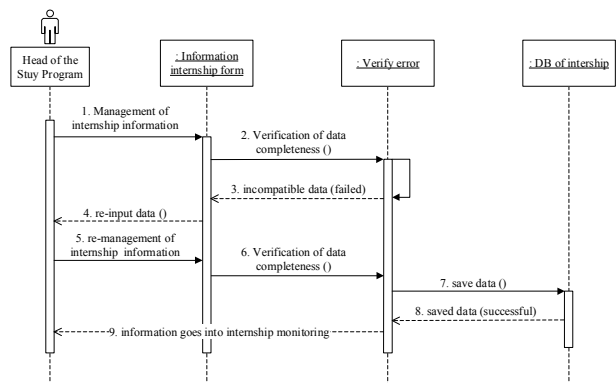 Head of the
Stuy Program
: Information
internship form
: Verify error
: DB of intership
1. Management of
internship information
2. Verification of data
completeness ()
3. incompatible data (failed)
4. re-input data ()
5. re-management of
internship information
6. Verification of data
completeness ()
7. save data ()
8. saved data (successful)
9. information goes into internship monitoring